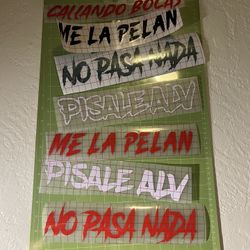 CALLANDO BOCAS
ME LA PELAN
NO PASA NADA
PISALE ALV
ME LA PELAN
PISALE ALV
NO PASA NADA